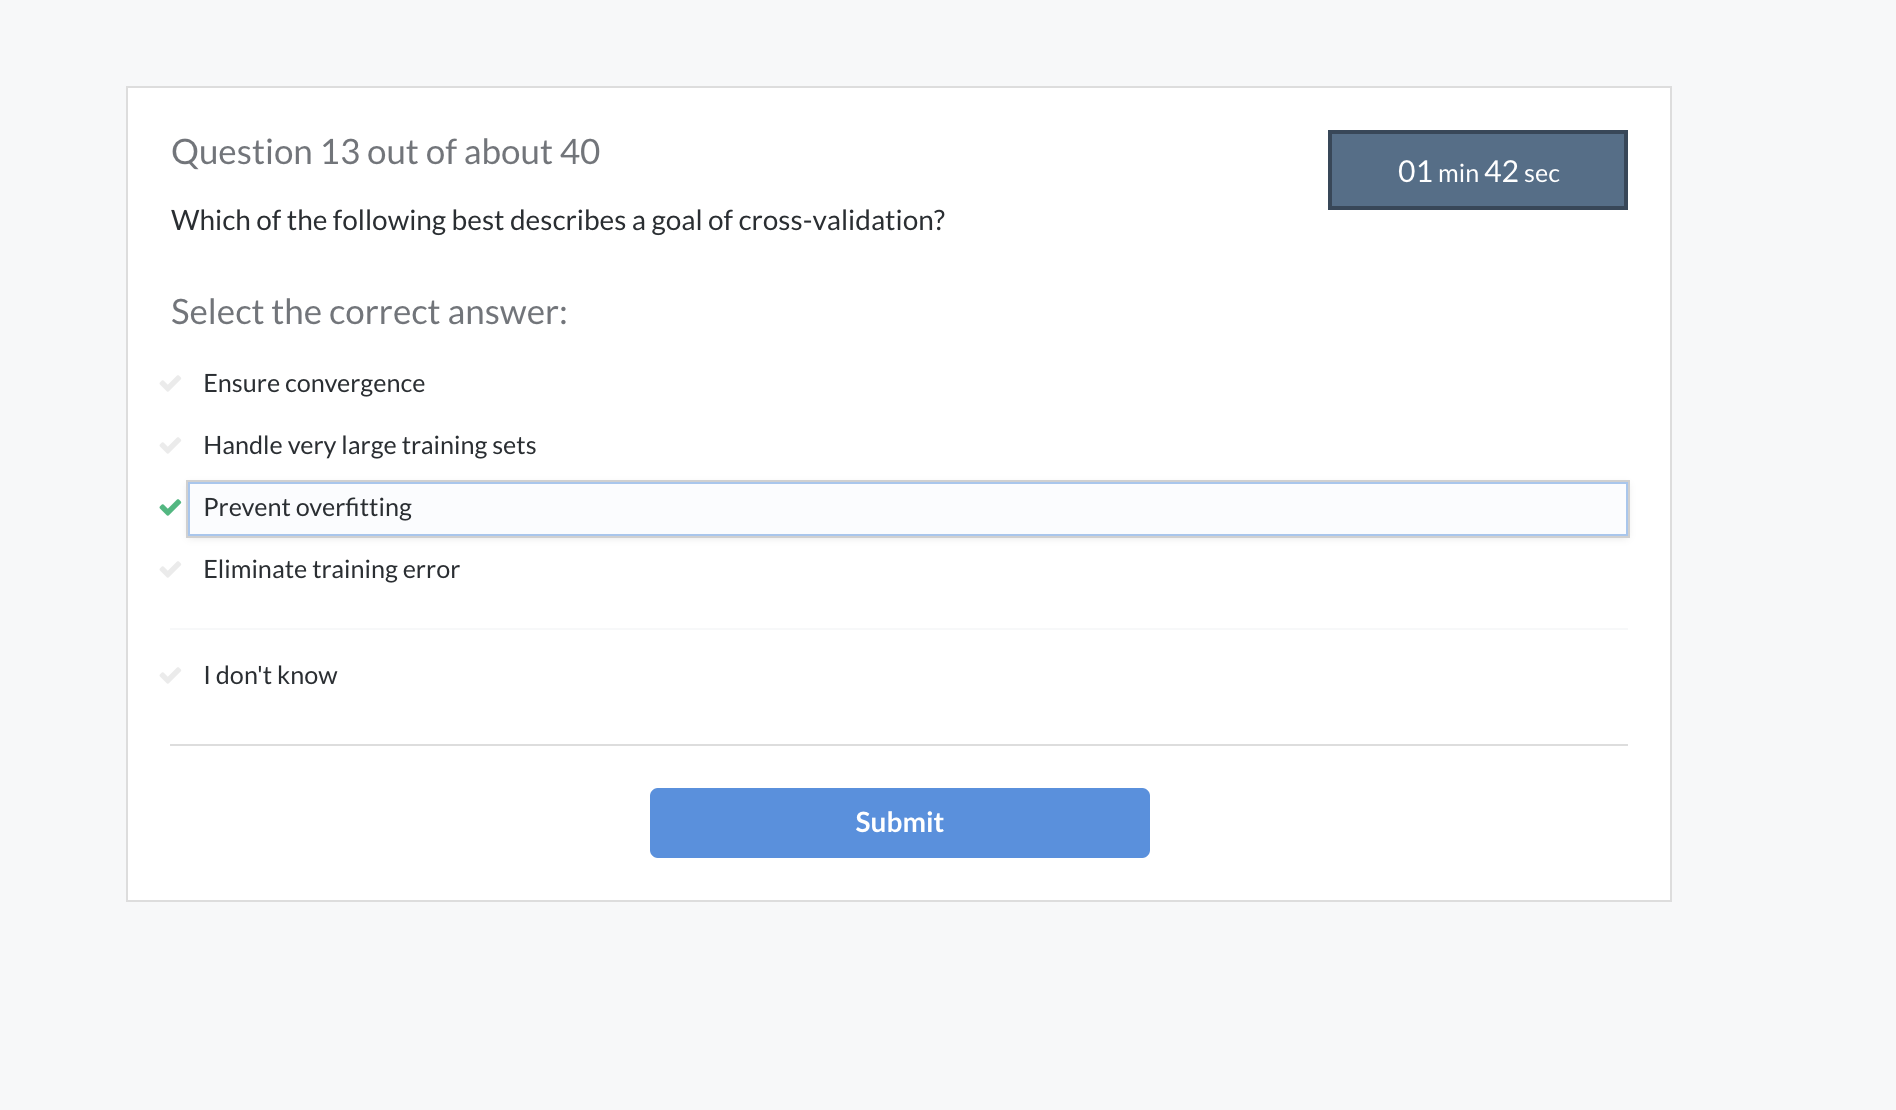 Question 13 out of about 40
01 min 42 sec
Which of the following best describes a goal of cross-validation?
Select the correct answer:
Ensure convergence
Handle very large training sets
Prevent overfitting
Eliminate training error
I don't know
Submit